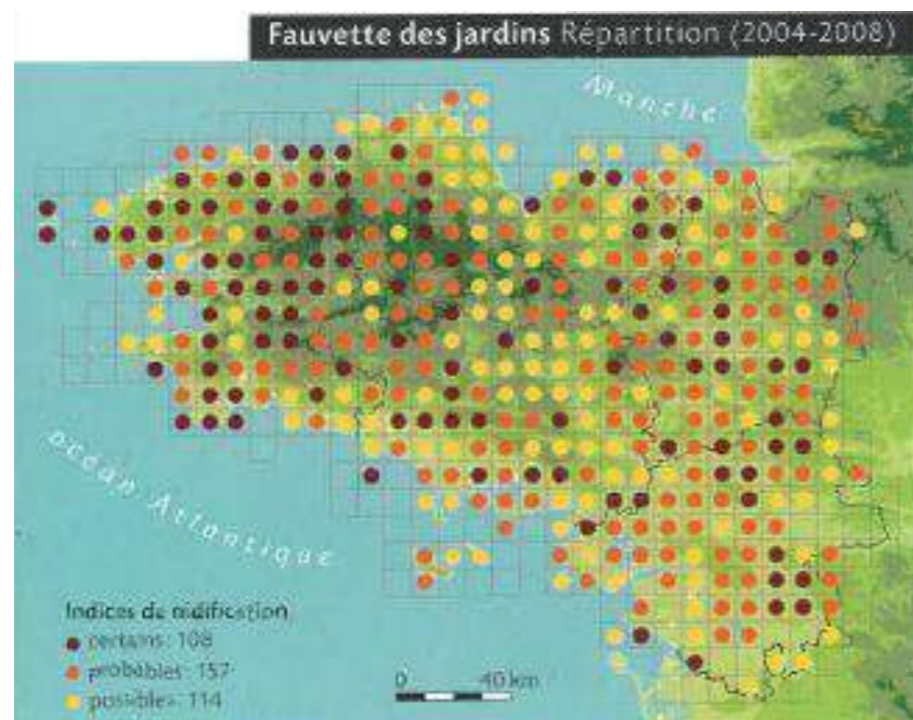 Fauvette des jardins Répartition (2004-2008)
Manche
océan Atlantique
Indices de nidification
certains: 108
probables: 157
possibles: 114
0 40 km